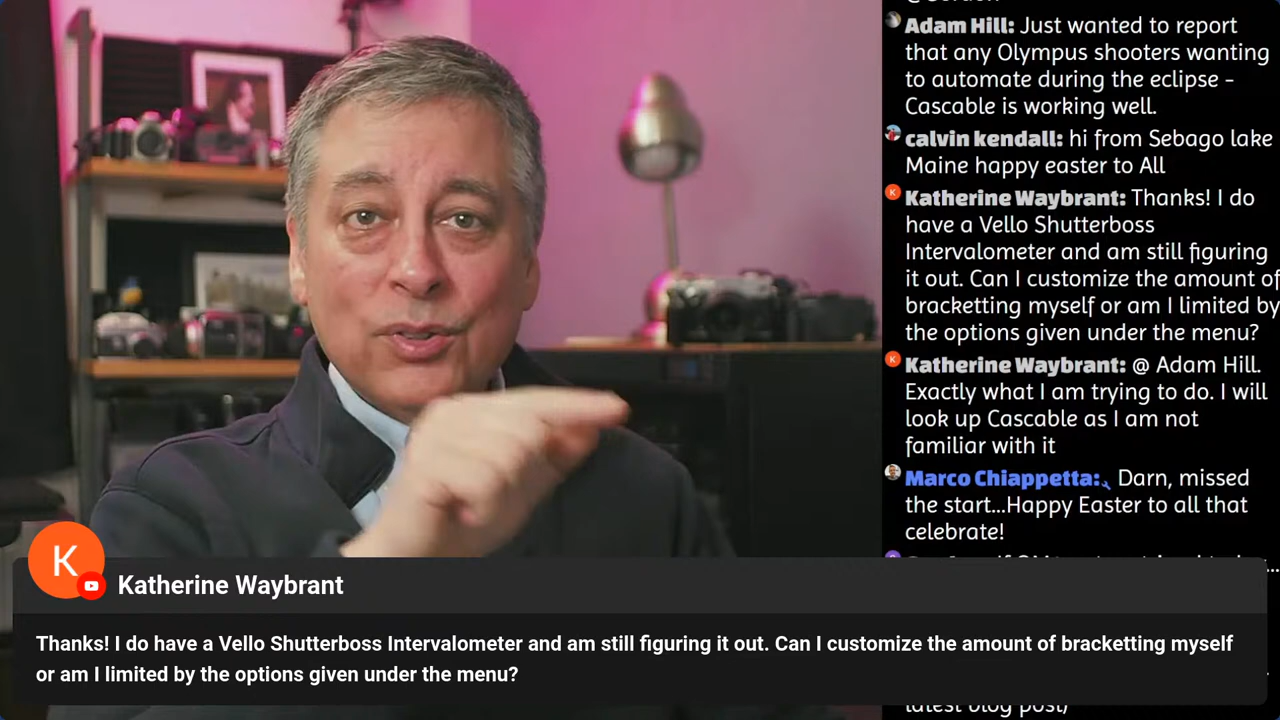 Adam Hill: Just wanted to report
that any Olympus shooters wanting
to automate during the eclipse -
Cascable is working well.
calvin kendall: hi from Sebago lake
Maine happy easter to All
K
Katherine Waybrant: Thanks! I do
have a Vello Shutterboss
Intervalometer and am still figuring
it out. Can I customize the amount of
bracketting myself or am I limited by
the options given under the menu?
K
Katherine Waybrant: @ Adam Hill.
Exactly what I am trying to do. I will
look up Cascable as I am not
familiar with it
Marco Chiappetta: Darn, missed
the start...Happy Easter to all that
celebrate!
K
Katherine Waybrant
Thanks! I do have a Vello Shutterboss Intervalometer and am still figuring it out. Can I customize the amount of bracketting myself
or am I limited by the options given under the menu?
latest blog post)